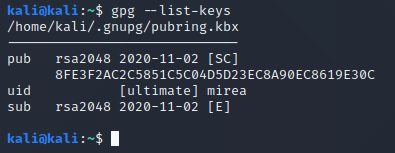 kali@kali:~$ gpg --list-keys
/home/kali/.gnupg/pubring.kbx
-----------------------------
pub   rsa2048 2020-11-02 [SC]
      8FE3F2AC2C5851C5C04D5D23EC8A90EC8619E30C
uid           [ultimate] mirea
sub   rsa2048 2020-11-02 [E]
kali@kali:~$